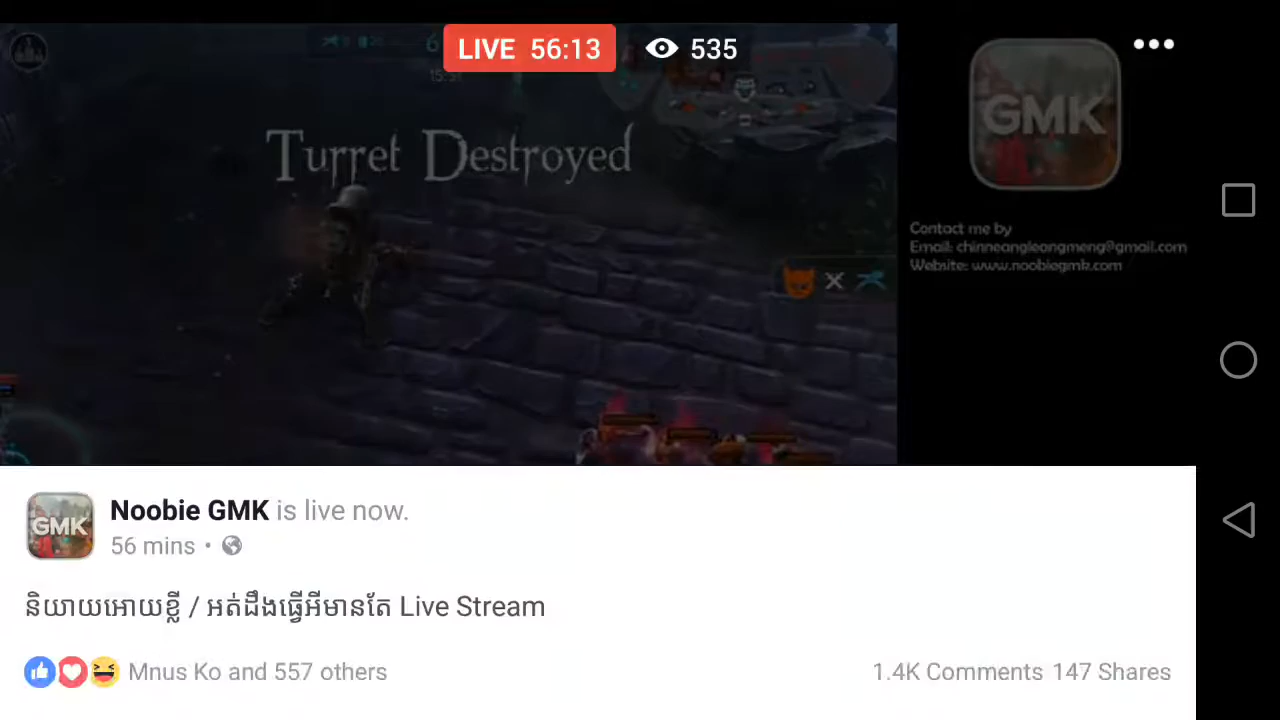 LIVE 56:13 535
Turret Destroyed
GMK
Contact me by
Email: chinneangleangmeng@gmail.com
Website: www.noobiegmk.com
GMK
Noobie GMK is live now.
56 mins
និយាយអោយខ្លី / អត់ដឹងធ្វើអីមានតែ Live Stream
Mnus Ko and 557 others
1.4K Comments 147 Shares